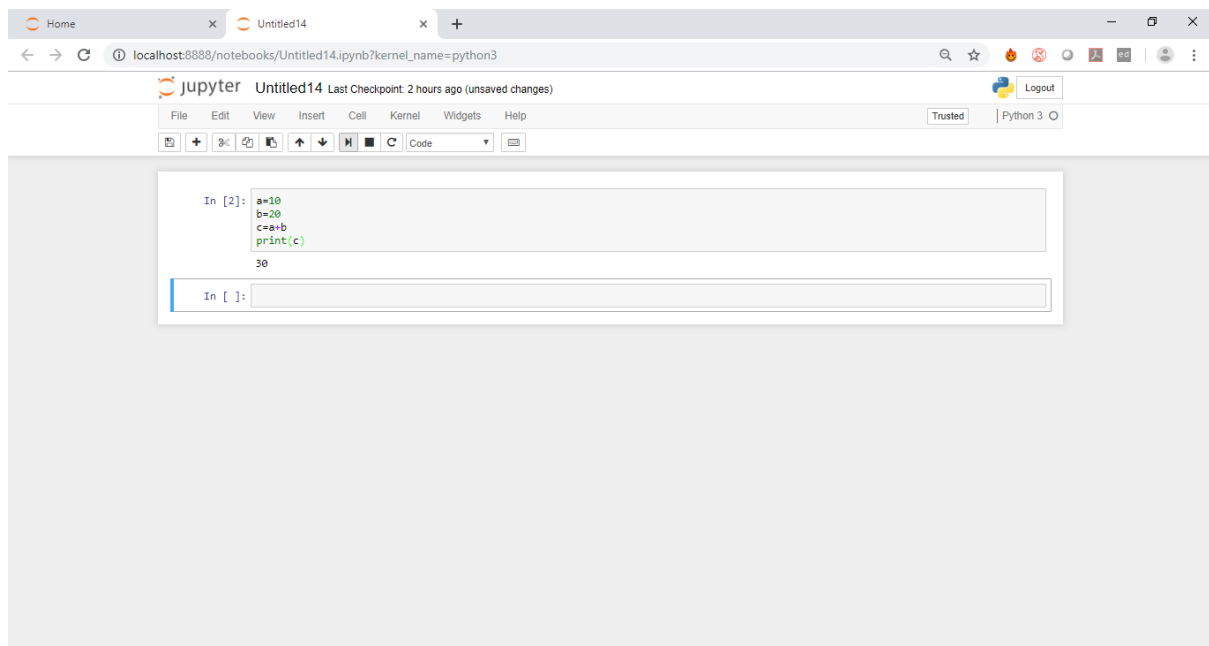 Home
Untitled14
localhost:8888/notebooks/Untitled14.ipynb?kernel_name=python3
ed
jupyter Untitled14 Last Checkpoint: 2 hours ago (unsaved changes)
Logout
File Edit View Insert Cell Kernel Widgets Help
Trusted
Python 3
Code
In [2]: a=10
b=20
c=a+b
print(c)
30
In [ ]: